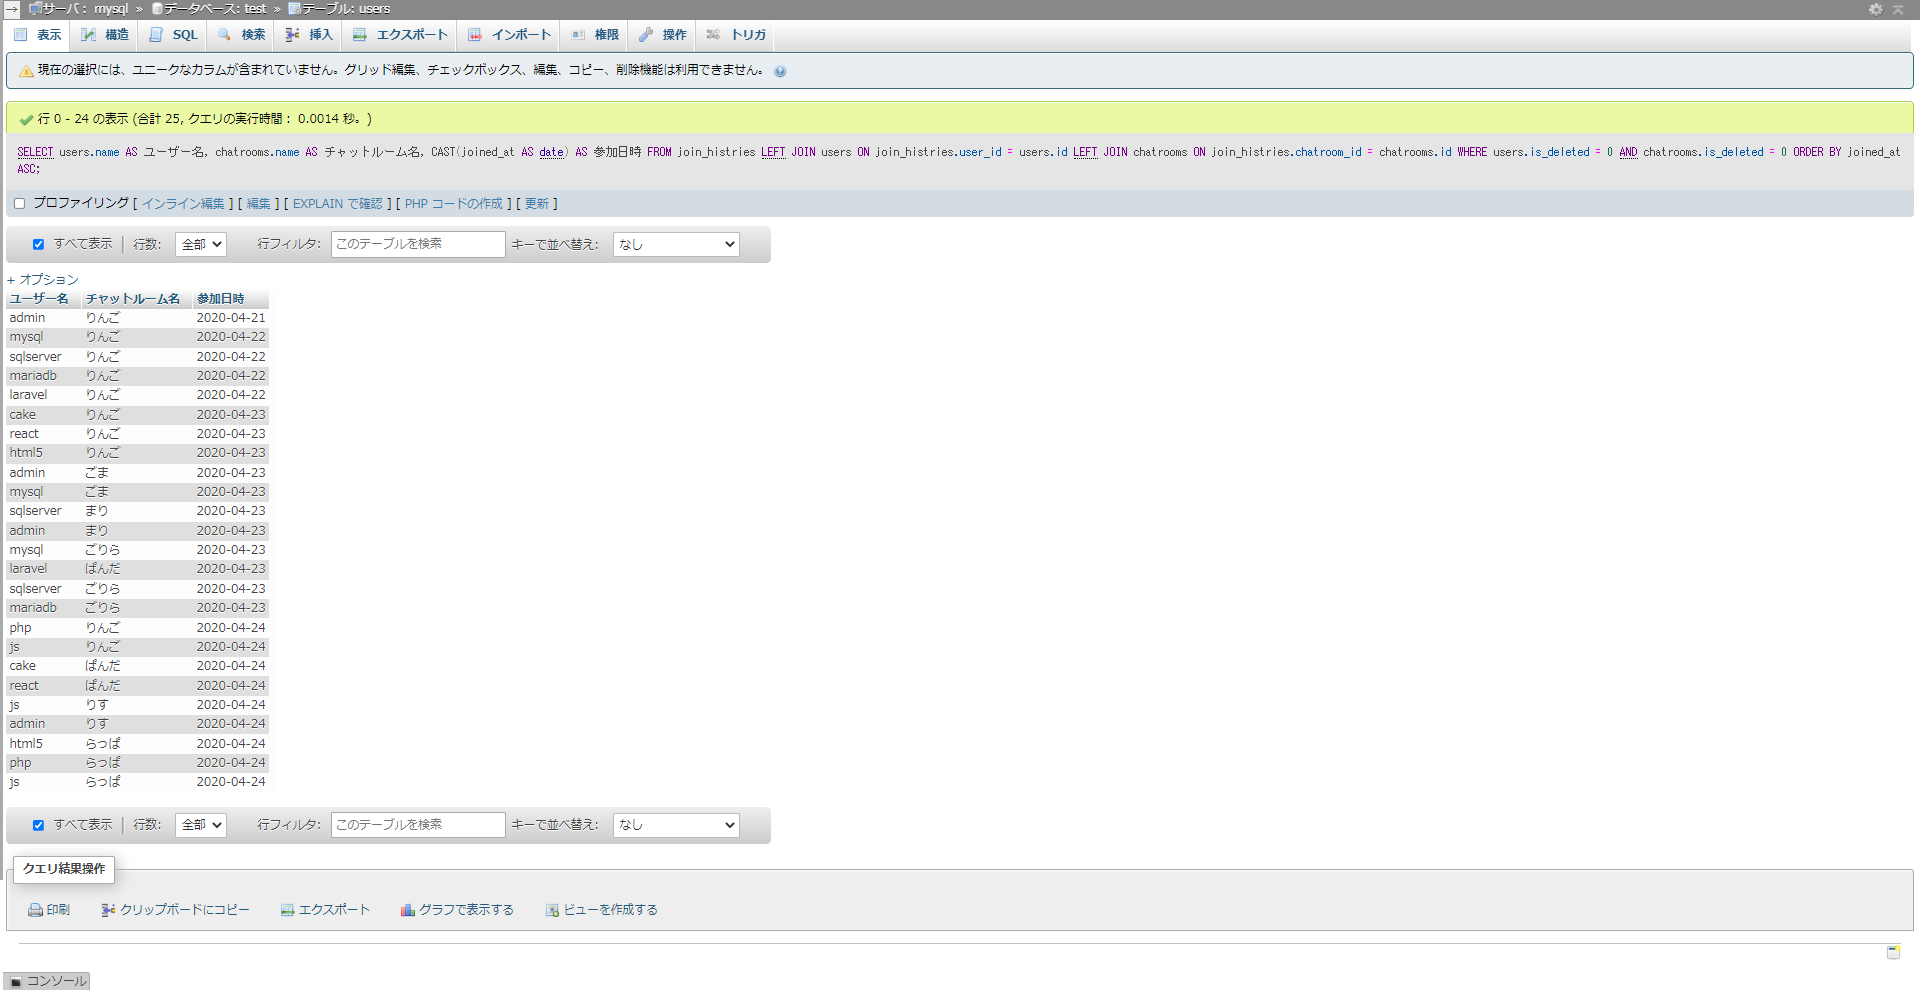 サーバ: mysql » データベース: test » テーブル: users
表示 構造 SQL 検索 挿入 エクスポート インポート 権限 操作 トリガ
現在の選択には、ユニークなカラムが含まれていません。グリッド編集、チェックボックス、編集、コピー、削除機能は利用できません。
行 0 - 24 の表示 (合計 25, クエリの実行時間： 0.0014 秒。)
SELECT users.name AS ユーザー名, chatrooms.name AS チャットルーム名, CAST(joined_at AS date) AS 参加日時 FROM join_histries LEFT JOIN users ON join_histries.user_id = users.id LEFT JOIN chatrooms ON join_histries.chatroom_id = chatrooms.id WHERE users.is_deleted = 0 AND chatrooms.is_deleted = 0 ORDER BY joined_at
ASC;
プロファイリング [ インライン編集 ] [ 編集 ] [ EXPLAIN で確認 ] [ PHP コードの作成 ] [ 更新 ]
すべて表示 | 行数: 全部 行フィルタ: このテーブルを検索 キーで並べ替え: なし
+ オプション
ユーザー名 チャットルーム名 参加日時
admin りんご 2020-04-21
mysql りんご 2020-04-22
sqlserver りんご 2020-04-22
mariadb りんご 2020-04-22
laravel りんご 2020-04-22
cake りんご 2020-04-23
react りんご 2020-04-23
html5 りんご 2020-04-23
admin ごま 2020-04-23
mysql ごま 2020-04-23
sqlserver まり 2020-04-23
admin まり 2020-04-23
mysql ごりら 2020-04-23
laravel ぱんだ 2020-04-23
sqlserver ごりら 2020-04-23
mariadb ごりら 2020-04-23
php りんご 2020-04-24
js りんご 2020-04-24
cake ぱんだ 2020-04-24
react ぱんだ 2020-04-24
js りす 2020-04-24
admin りす 2020-04-24
html5 らっぱ 2020-04-24
php らっぱ 2020-04-24
js らっぱ 2020-04-24
すべて表示 | 行数: 全部 行フィルタ: このテーブルを検索 キーで並べ替え: なし
クエリ結果操作
印刷 クリップボードにコピー エクスポート グラフで表示する ビューを作成する
コンソール